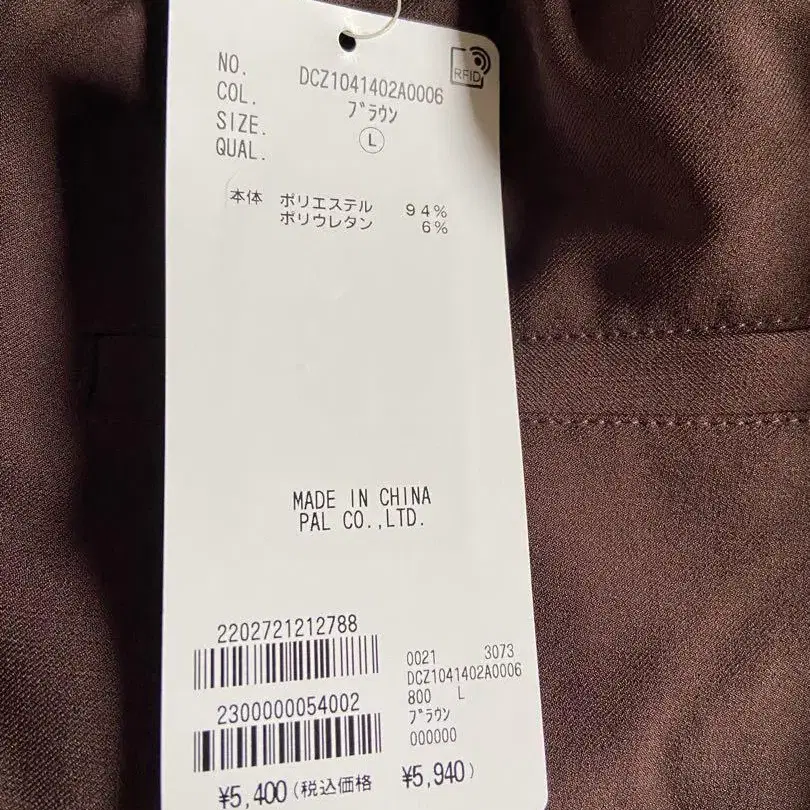 RFID
NO. DCZ1041402A0006
COL. ﾌﾞﾗｳﾝ
SIZE. L
QUAL.
本体 ポリエステル 94%
ポリウレタン 6%
MADE IN CHINA
PAL CO.,LTD.
2202721212788
0021 3073
DCZ1041402A0006
2300000054002
800 L
ﾌﾞﾗｳﾝ
000000
¥5,400(税込価格 ¥5,940)